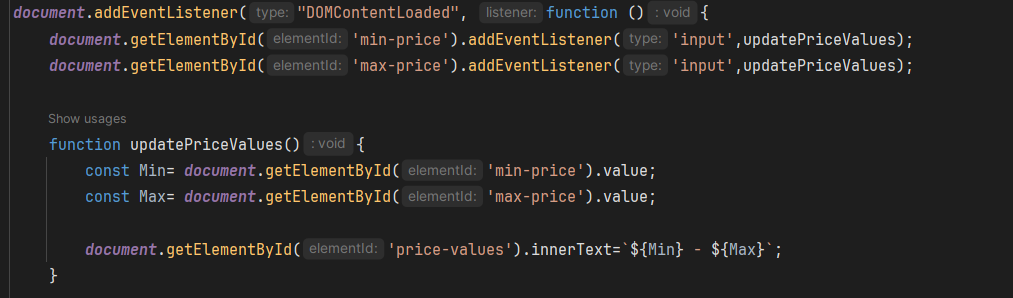 document.addEventListener( type: "DOMContentLoaded", listener: function () : void {
document.getElementById( elementId: 'min-price').addEventListener( type: 'input',updatePriceValues);
document.getElementById( elementId: 'max-price').addEventListener( type: 'input',updatePriceValues);
Show usages
function updatePriceValues() : void {
const Min= document.getElementById( elementId: 'min-price').value;
const Max= document.getElementById( elementId: 'max-price').value;
document.getElementById( elementId: 'price-values').innerText=`${Min} - ${Max}`;
}